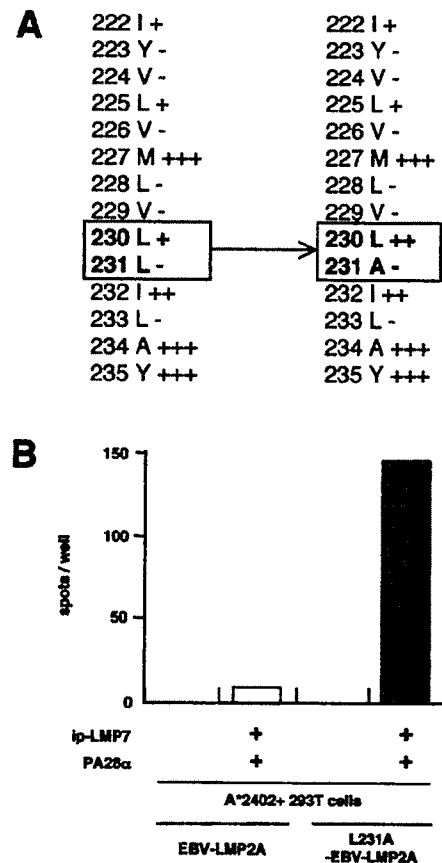 A
222 I + 222 I +
223 Y - 223 Y -
224 V - 224 V -
225 L + 225 L +
226 V - 226 V -
227 M +++ 227 M +++
228 L - 228 L -
229 V - 229 V -
230 L + 230 L ++
231 L - 231 A -
232 I ++ 232 I ++
233 L - 233 L -
234 A +++ 234 A +++
235 Y +++ 235 Y +++
B
150
100
50
0
spots / well
ip-LMP7 + +
PA28α + +
A*2402+ 293T cells
EBV-LMP2A L231A
-EBV-LMP2A